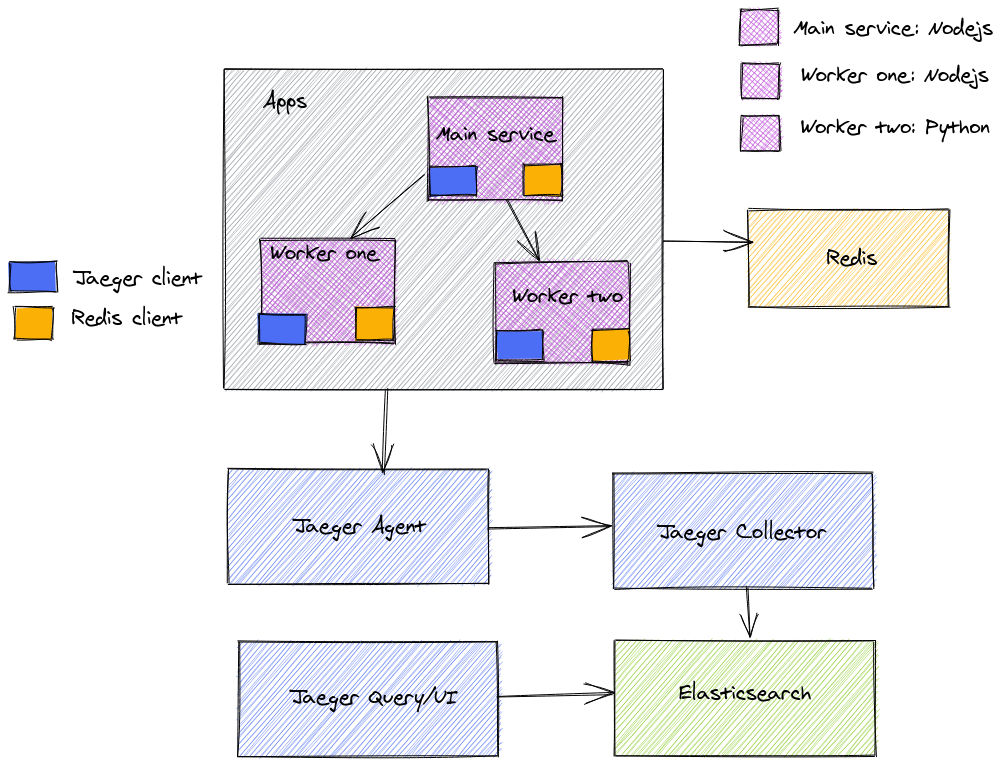 Main service: Nodejs
Worker one: Nodejs
Worker two: Python
Apps
Main service
Worker one
Worker two
Redis
Jaeger client
Redis client
Jaeger Agent
Jaeger Collector
Jaeger Query/UI
Elasticsearch